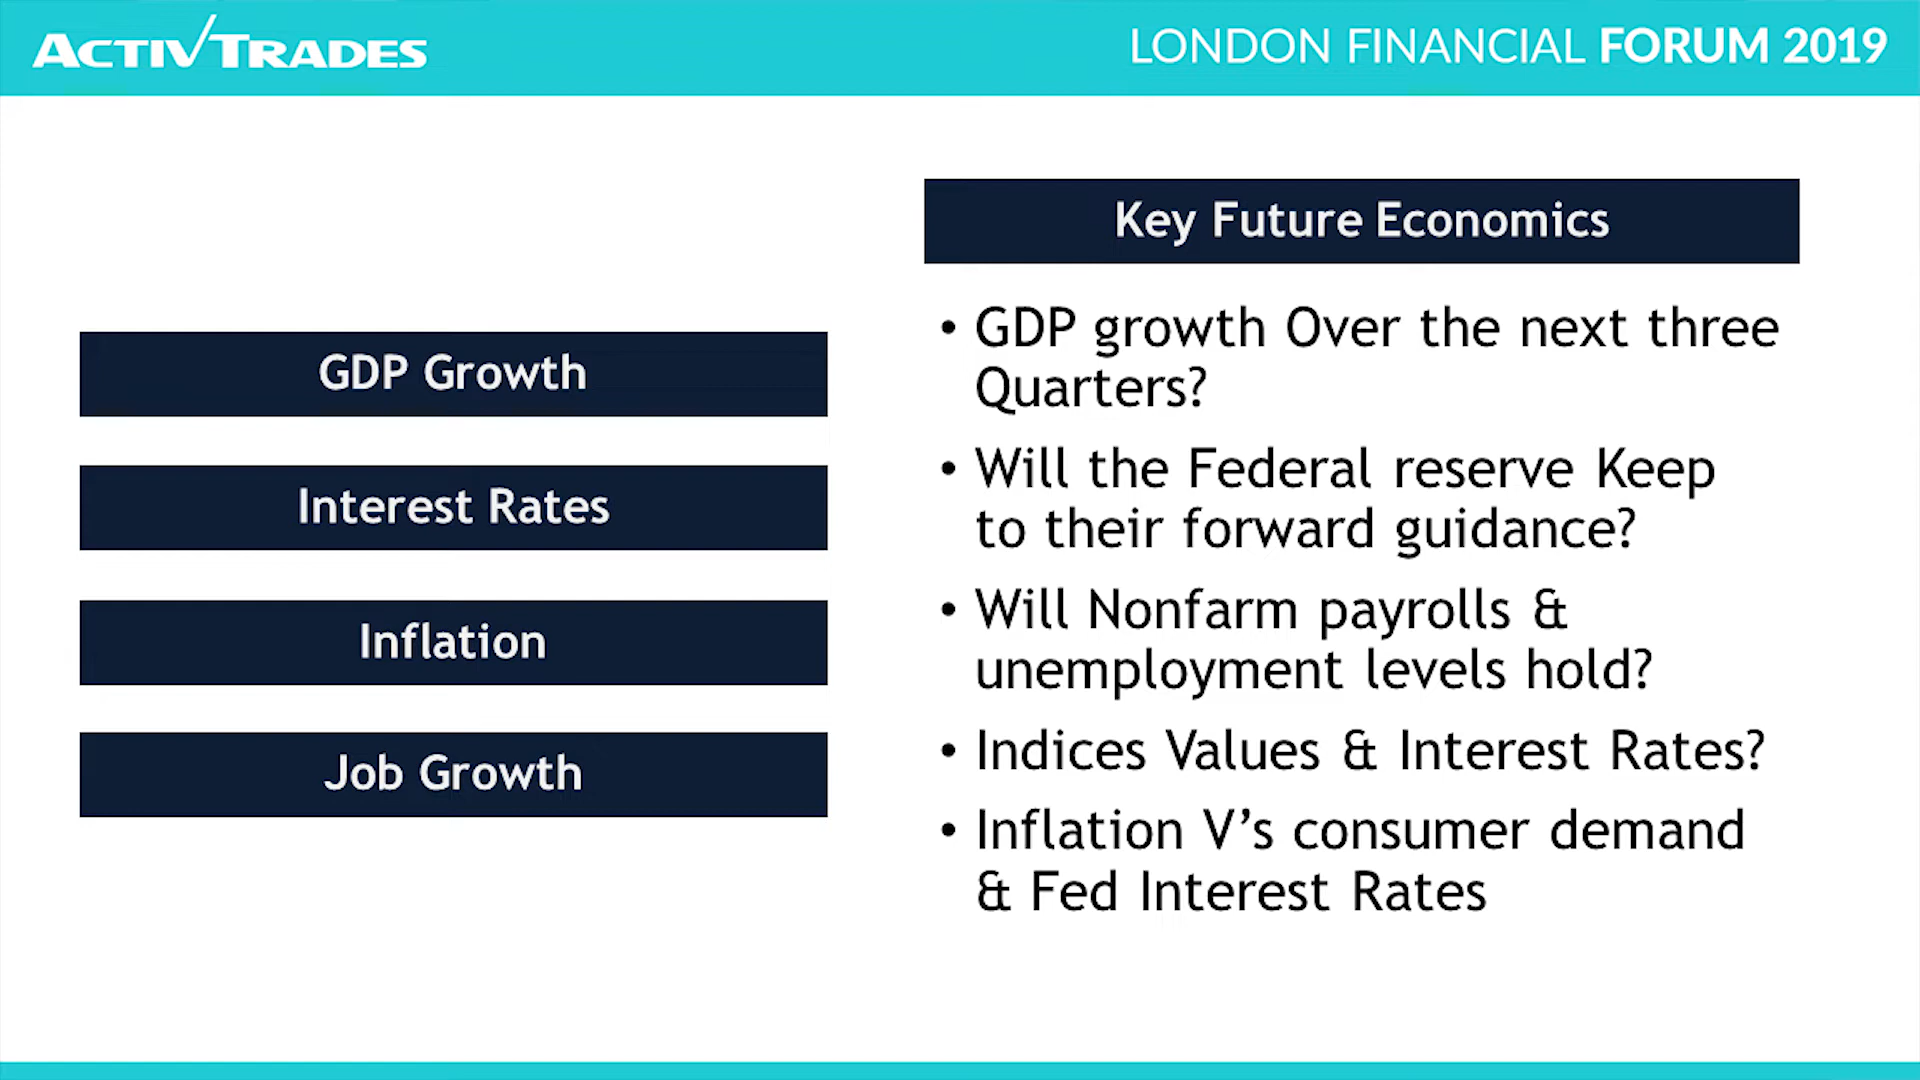 ACTIVTRADES
LONDON FINANCIAL FORUM 2019
GDP Growth
Interest Rates
Inflation
Job Growth
Key Future Economics
• GDP growth Over the next three
Quarters?
• Will the Federal reserve Keep
to their forward guidance?
• Will Nonfarm payrolls &
unemployment levels hold?
• Indices Values & Interest Rates?
• Inflation V’s consumer demand
& Fed Interest Rates